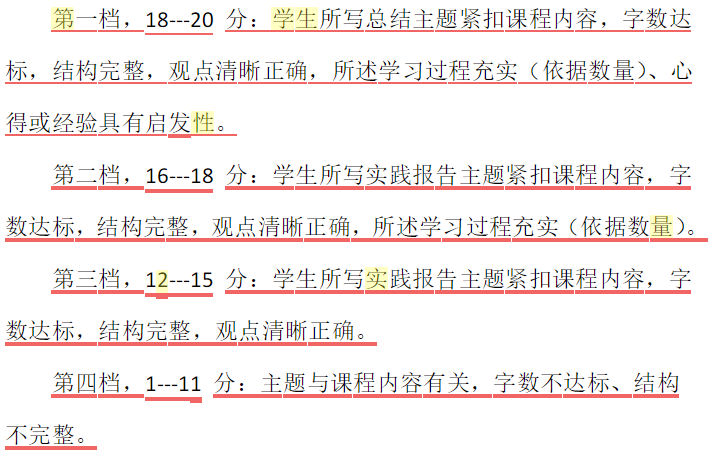 第一档，18---20 分：学生所写总结主题紧扣课程内容，字数达
标，结构完整，观点清晰正确，所述学习过程充实（依据数量）、心
得或经验具有启发性。
第二档，16---18 分：学生所写实践报告主题紧扣课程内容，字
数达标，结构完整，观点清晰正确，所述学习过程充实（依据数量）。
第三档，12---15 分：学生所写实践报告主题紧扣课程内容，字
数达标，结构完整，观点清晰正确。
第四档，1---11 分：主题与课程内容有关，字数不达标、结构
不完整。